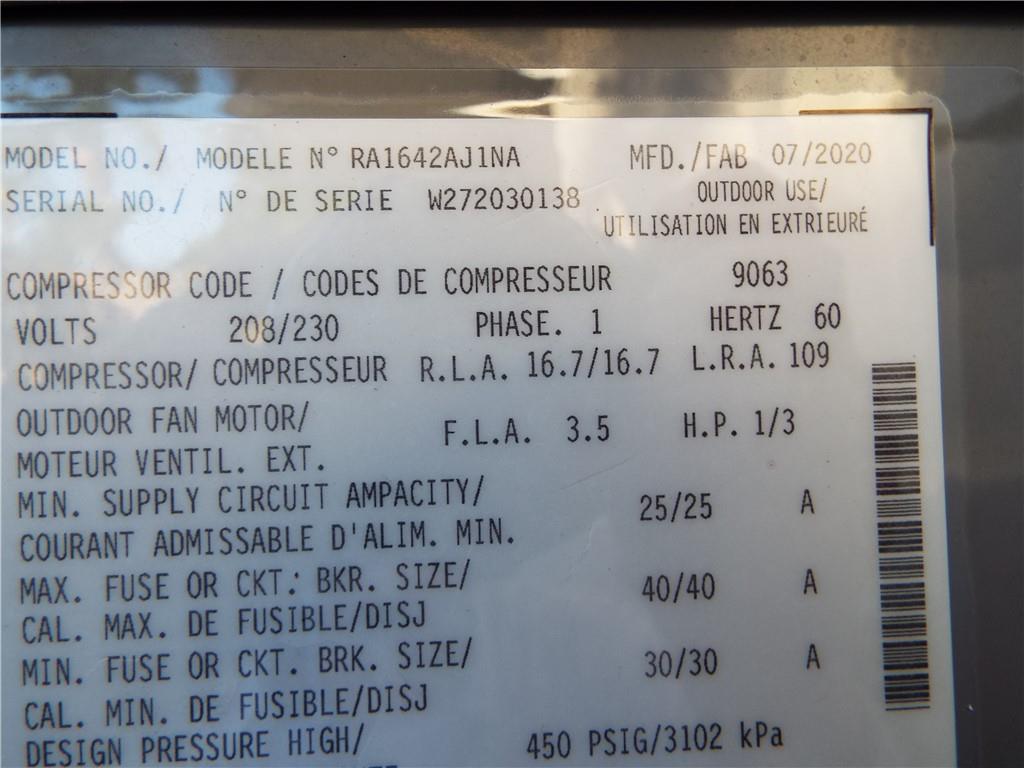 MODEL NO./ MODELE N° RA1642AJ1NA MFD./FAB 07/2020
SERIAL NO./ N° DE SERIE W272030138 OUTDOOR USE/
UTILISATION EN EXTRIEURÉ
COMPRESSOR CODE / CODES DE COMPRESSEUR 9063
VOLTS 208/230 PHASE. 1 HERTZ 60
COMPRESSOR/ COMPRESSEUR R.L.A. 16.7/16.7 L.R.A. 109
OUTDOOR FAN MOTOR/ F.L.A. 3.5 H.P. 1/3
MOTEUR VENTIL. EXT.
MIN. SUPPLY CIRCUIT AMPACITY/ 25/25 A
COURANT ADMISSABLE D'ALIM. MIN.
MAX. FUSE OR CKT. BKR. SIZE/ 40/40 A
CAL. MAX. DE FUSIBLE/DISJ
MIN. FUSE OR CKT. BRK. SIZE/ 30/30 A
CAL. MIN. DE FUSIBLE/DISJ
DESIGN PRESSURE HIGH/ 450 PSIG/3102 kPa